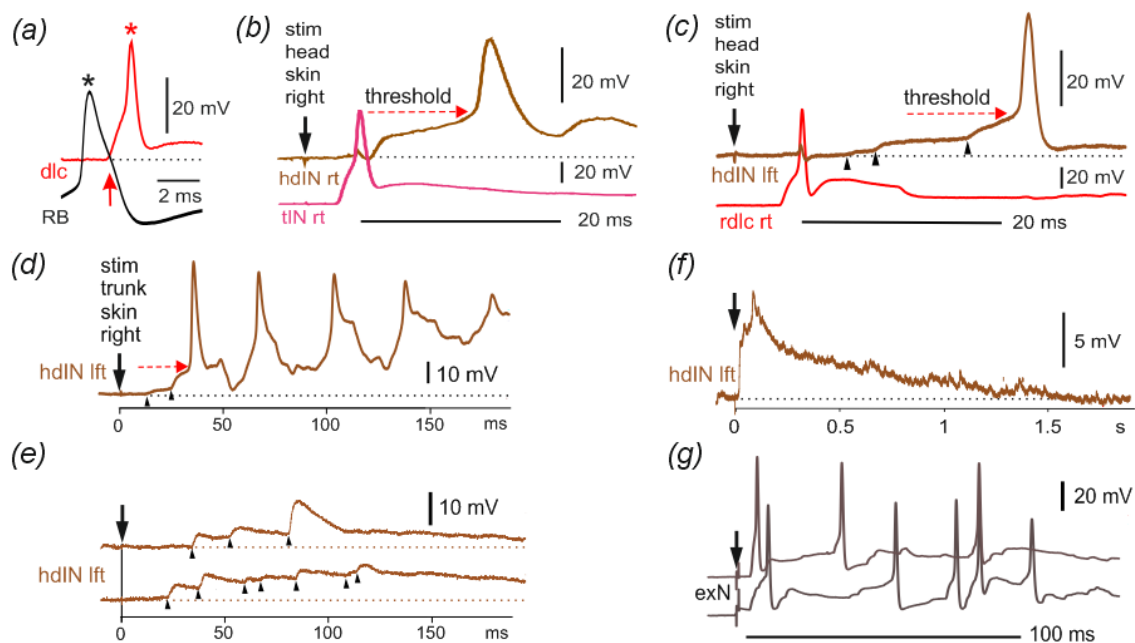 (a)
20 mV
dlc
RB
2 ms
(b)
stim
head
skin
right
threshold
20 mV
hdIN rt
20 mV
tIN rt
20 ms
(c)
stim
head
skin
right
threshold
20 mV
hdIN lft
20 mV
rdlc rt
20 ms
(d)
stim
trunk
skin
right
hdIN lft
10 mV
0 50 100 150 ms
(f)
hdIN lft
5 mV
0 0.5 1 1.5 s
(e)
10 mV
hdIN lft
0 50 100 150 ms
(g)
20 mV
exN
100 ms